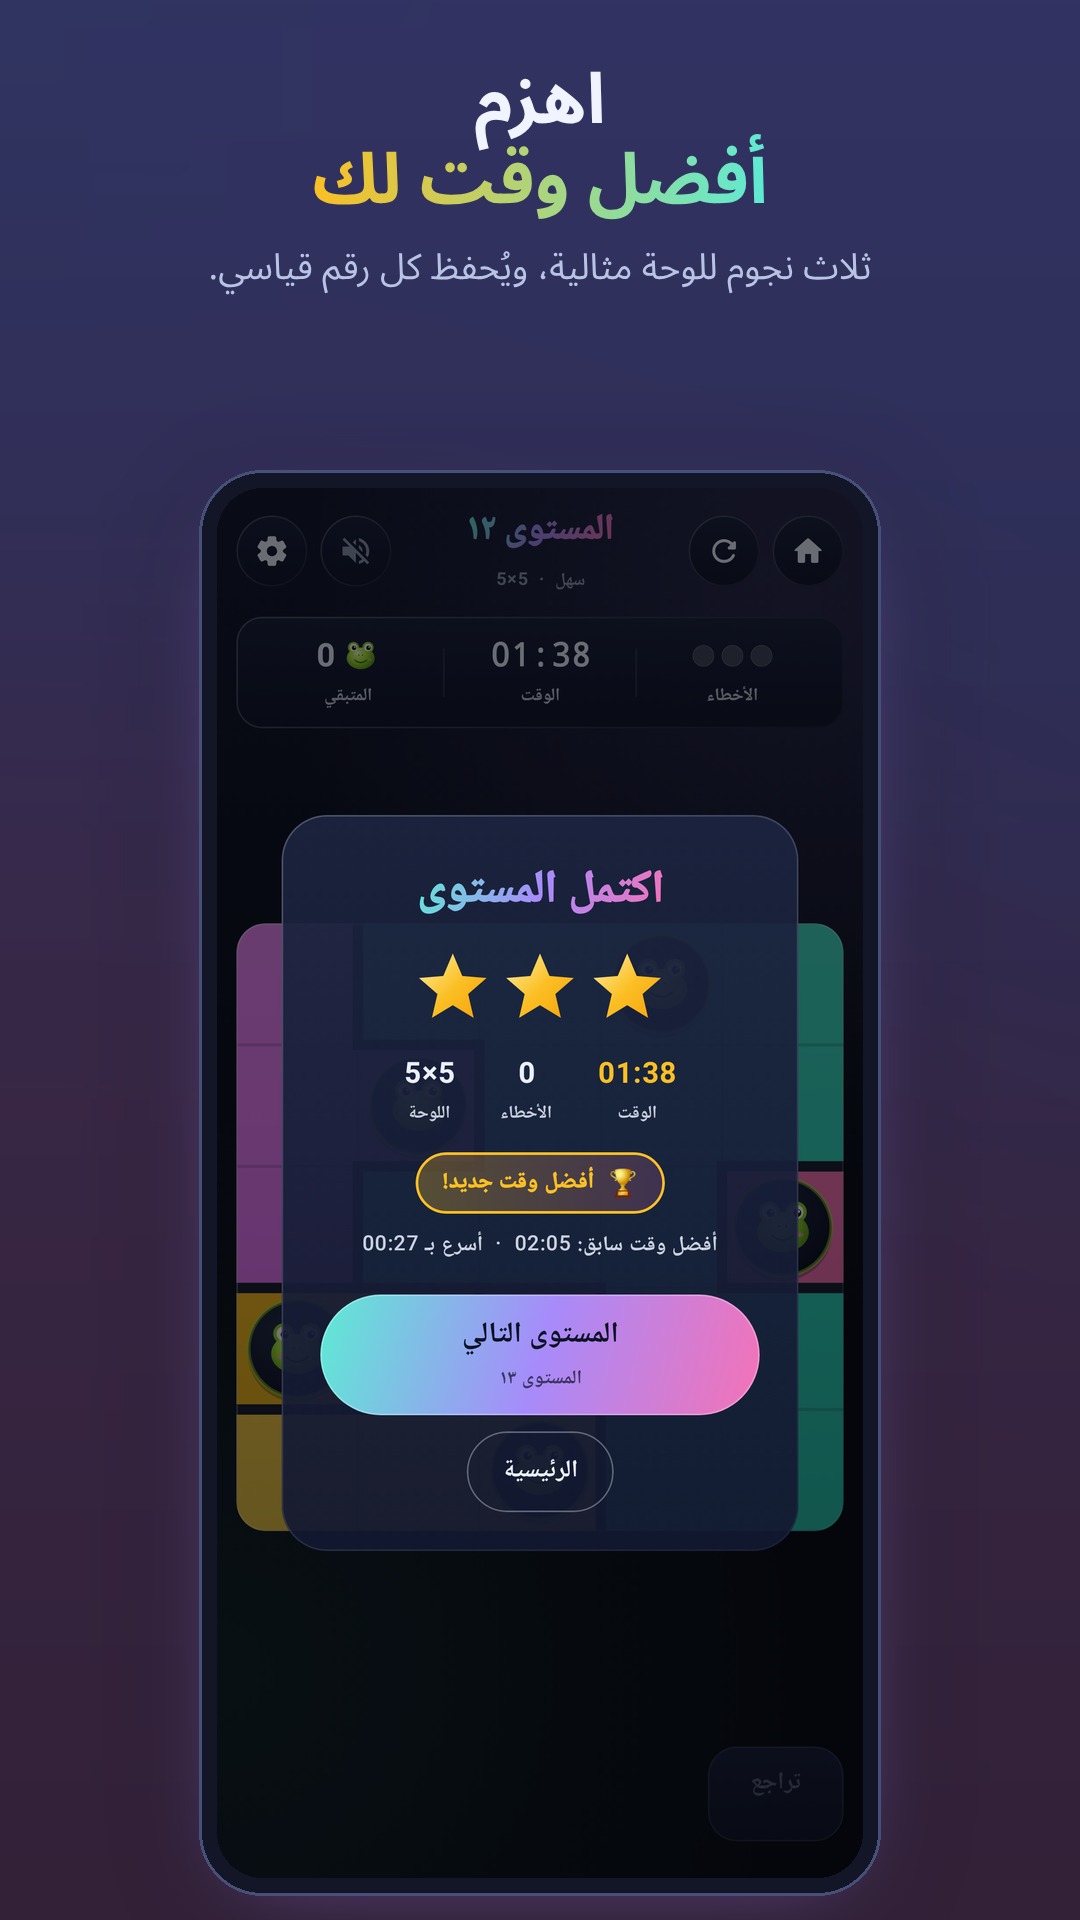 اهزم
أفضل وقت لك
ثلاث نجوم للوحة مثالية، ويُحفظ كل رقم قياسي.
المستوى ١٢
سهل · 5×5
01:38 0
الأخطاء الوقت المتبقي
اكتمل المستوى
01:38 0 5×5
الوقت الأخطاء اللوحة
أفضل وقت جديد!
أفضل وقت سابق: 02:05 · أسرع بـ 00:27
المستوى التالي
المستوى ١٣
الرئيسية
تراجع